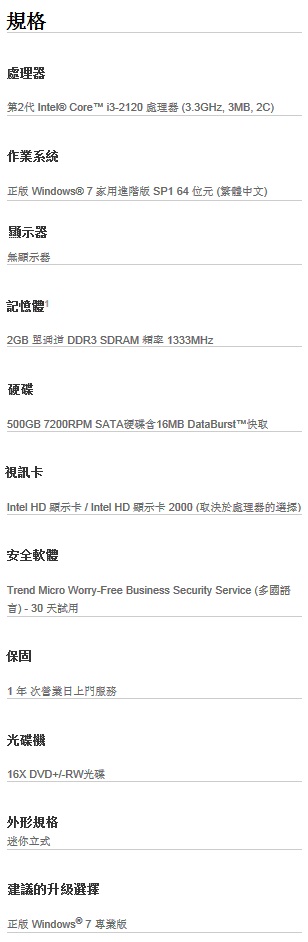 規格
處理器
第2代 Intel® Core™ i3-2120 處理器 (3.3GHz, 3MB, 2C)
作業系統
正版 Windows® 7 家用進階版 SP1 64 位元 (繁體中文)
顯示器
無顯示器
記憶體1
2GB 單通道 DDR3 SDRAM 頻率 1333MHz
硬碟
500GB 7200RPM SATA硬碟含16MB DataBurst™快取
視訊卡
Intel HD 顯示卡 / Intel HD 顯示卡 2000 (取決於處理器的選擇)
安全軟體
Trend Micro Worry-Free Business Security Service (多國語
言) - 30 天試用
保固
1 年 次營業日上門服務
光碟機
16X DVD+/-RW光碟
外形規格
迷你立式
建議的升級選擇
正版 Windows® 7 專業版